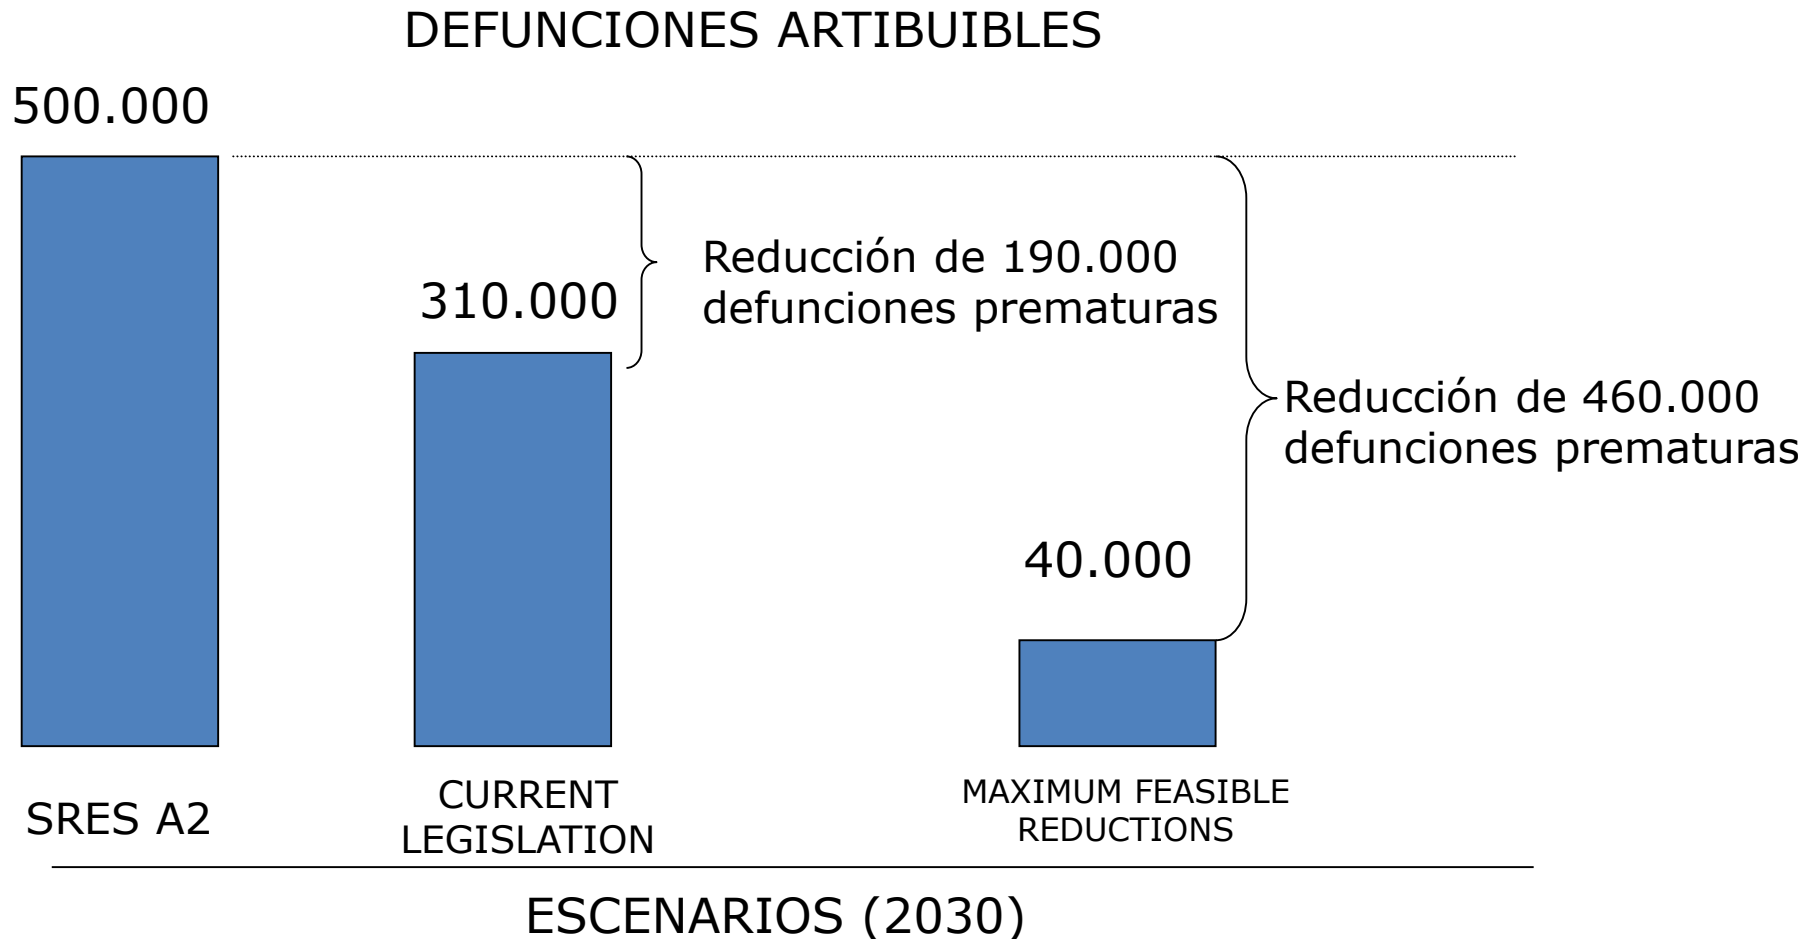 DEFUNCIONES ARTIBUIBLES
500.000
310.000
Reducción de 190.000
defunciones prematuras
Reducción de 460.000
defunciones prematuras
40.000
SRES A2
CURRENT
LEGISLATION
MAXIMUM FEASIBLE
REDUCTIONS
ESCENARIOS (2030)